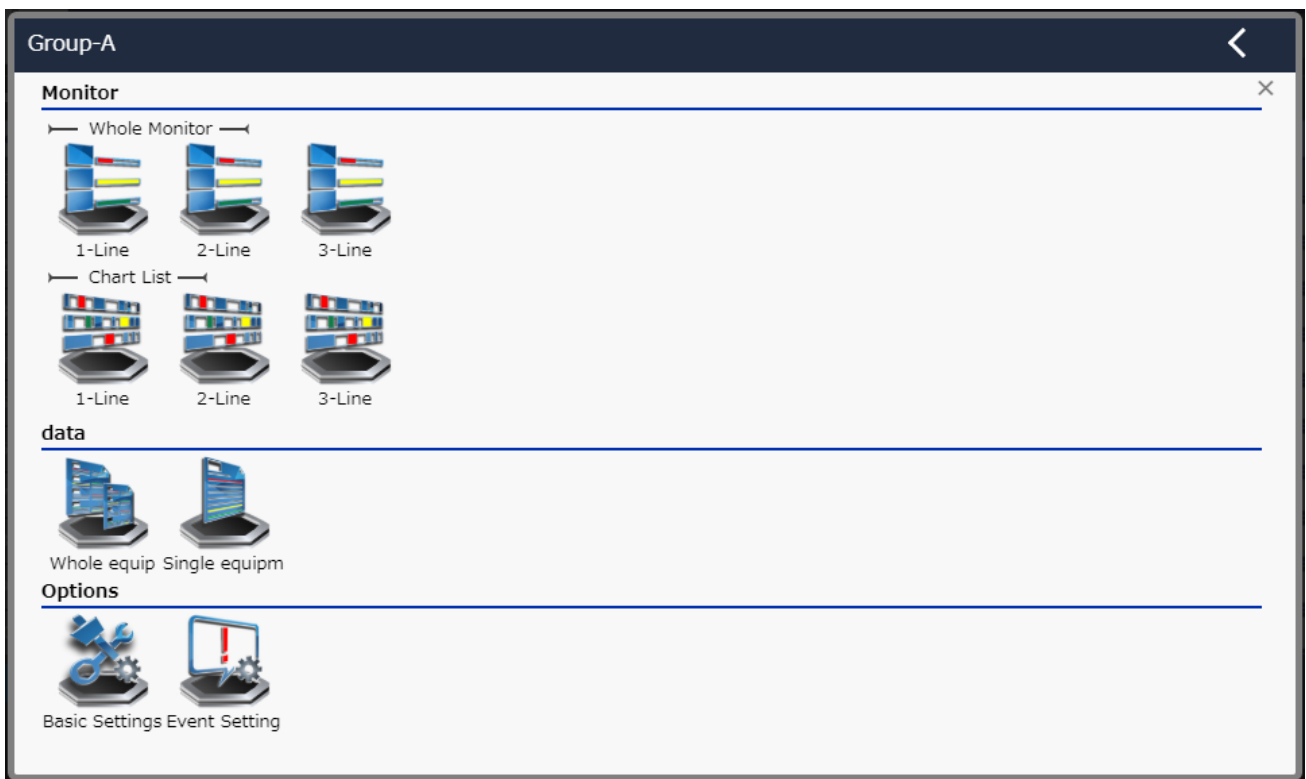 Group-A
Monitor
Whole Monitor
1-Line 2-Line 3-Line
Chart List
1-Line 2-Line 3-Line
data
Whole equip Single equipm
Options
Basic Settings Event Setting